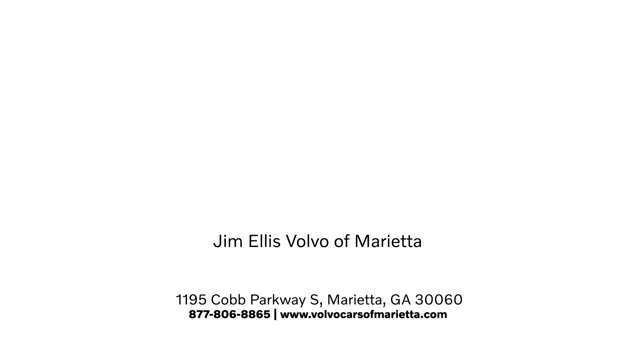 Jim Ellis Volvo of Marietta
1195 Cobb Parkway S, Marietta, GA 30060
877-806-8865 | www.volvocarsofmarietta.com